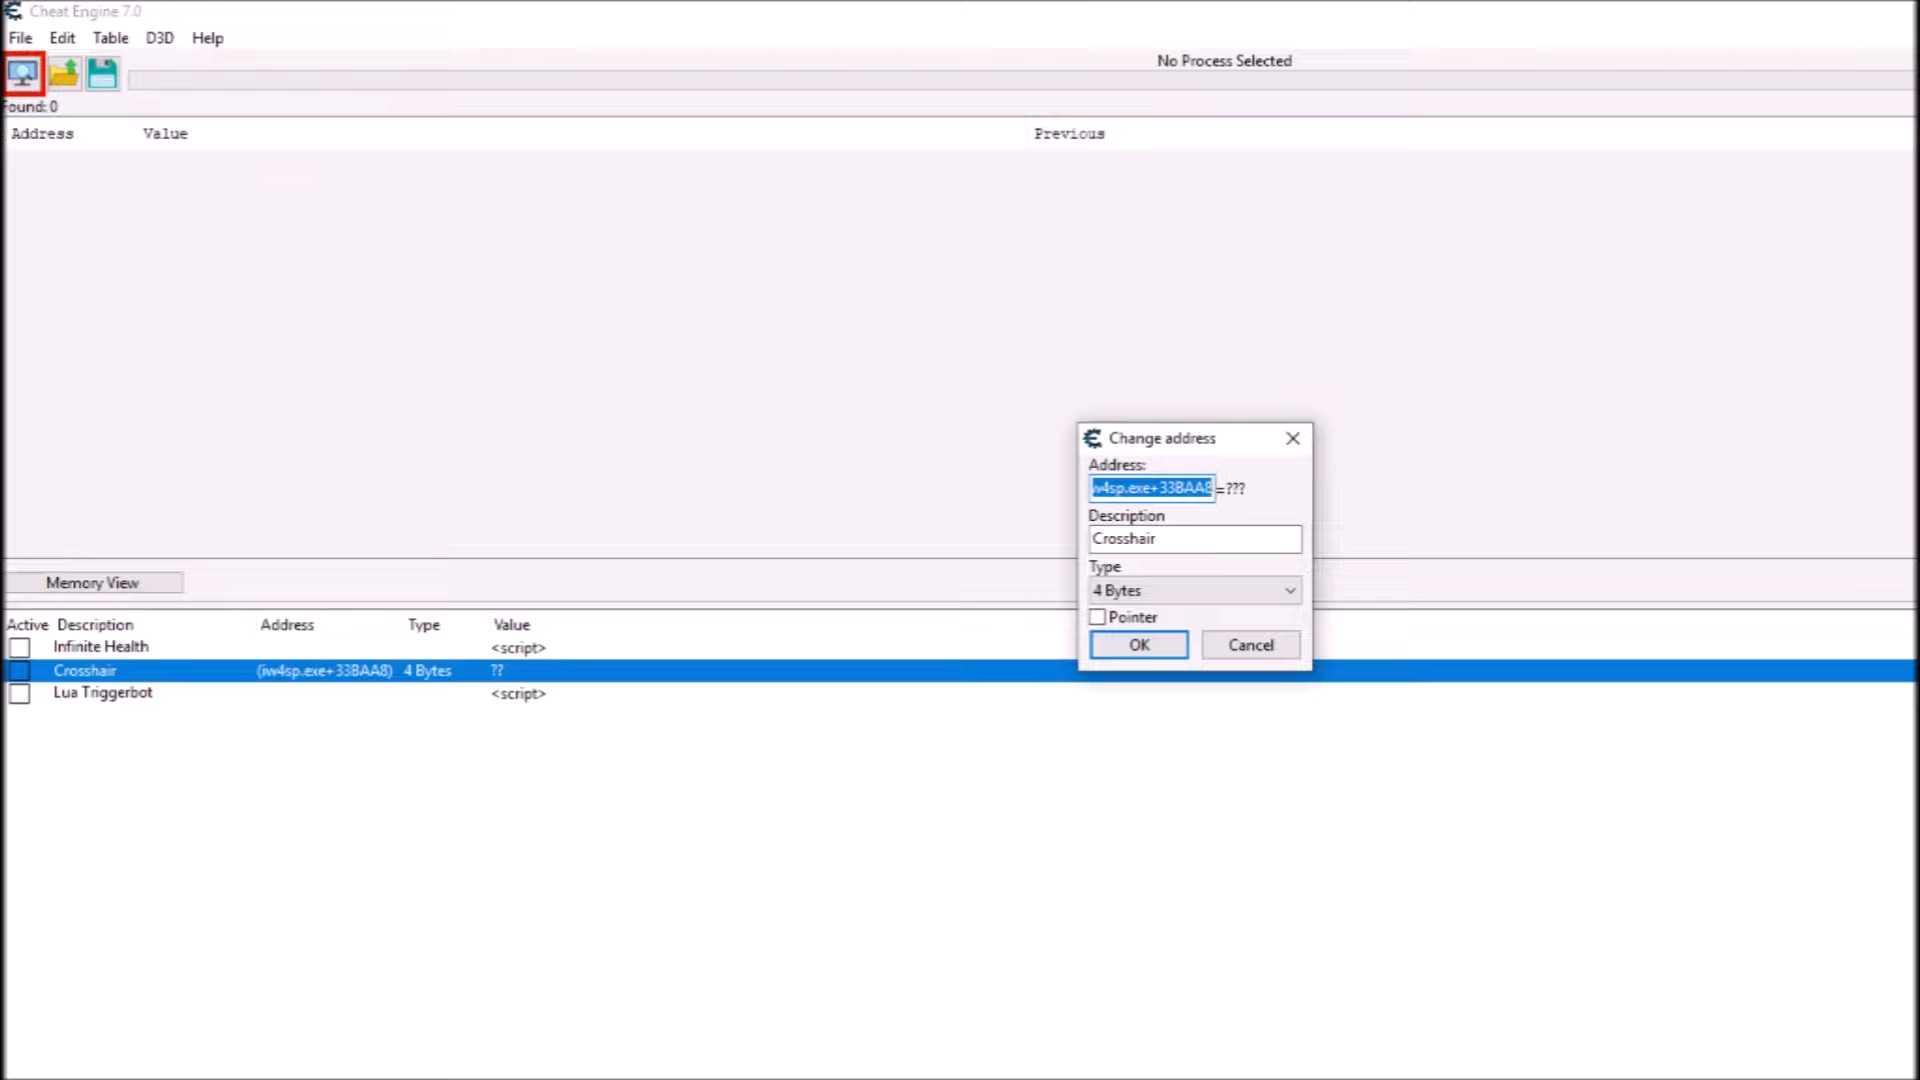 Cheat Engine 7.0
File Edit Table D3D Help
No Process Selected
Found: 0
Address Value Previous
Change address
Address:
w4sp.exe+33BAA8 =???
Description
Crosshair
Type
4 Bytes
Pointer
OK Cancel
Memory View
Active Description Address Type Value
Infinite Health <script>
Crosshair (iw4sp.exe+33BAA8) 4 Bytes ??
Lua Triggerbot <script>